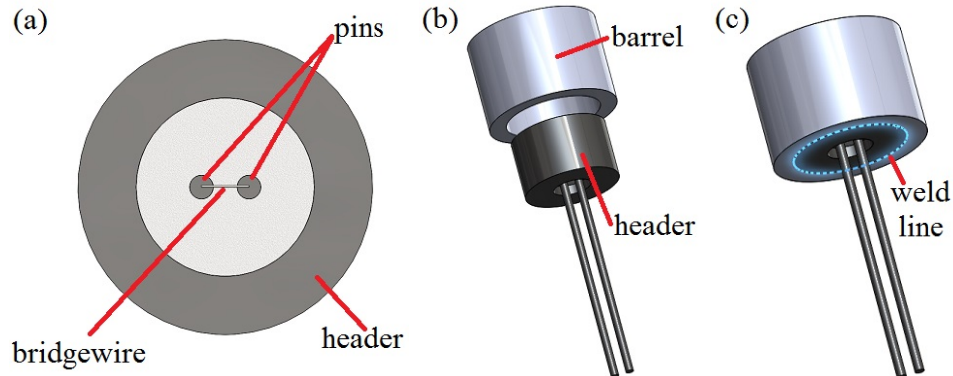 (a)
pins
bridgewire
header
(b)
barrel
header
(c)
weld
line